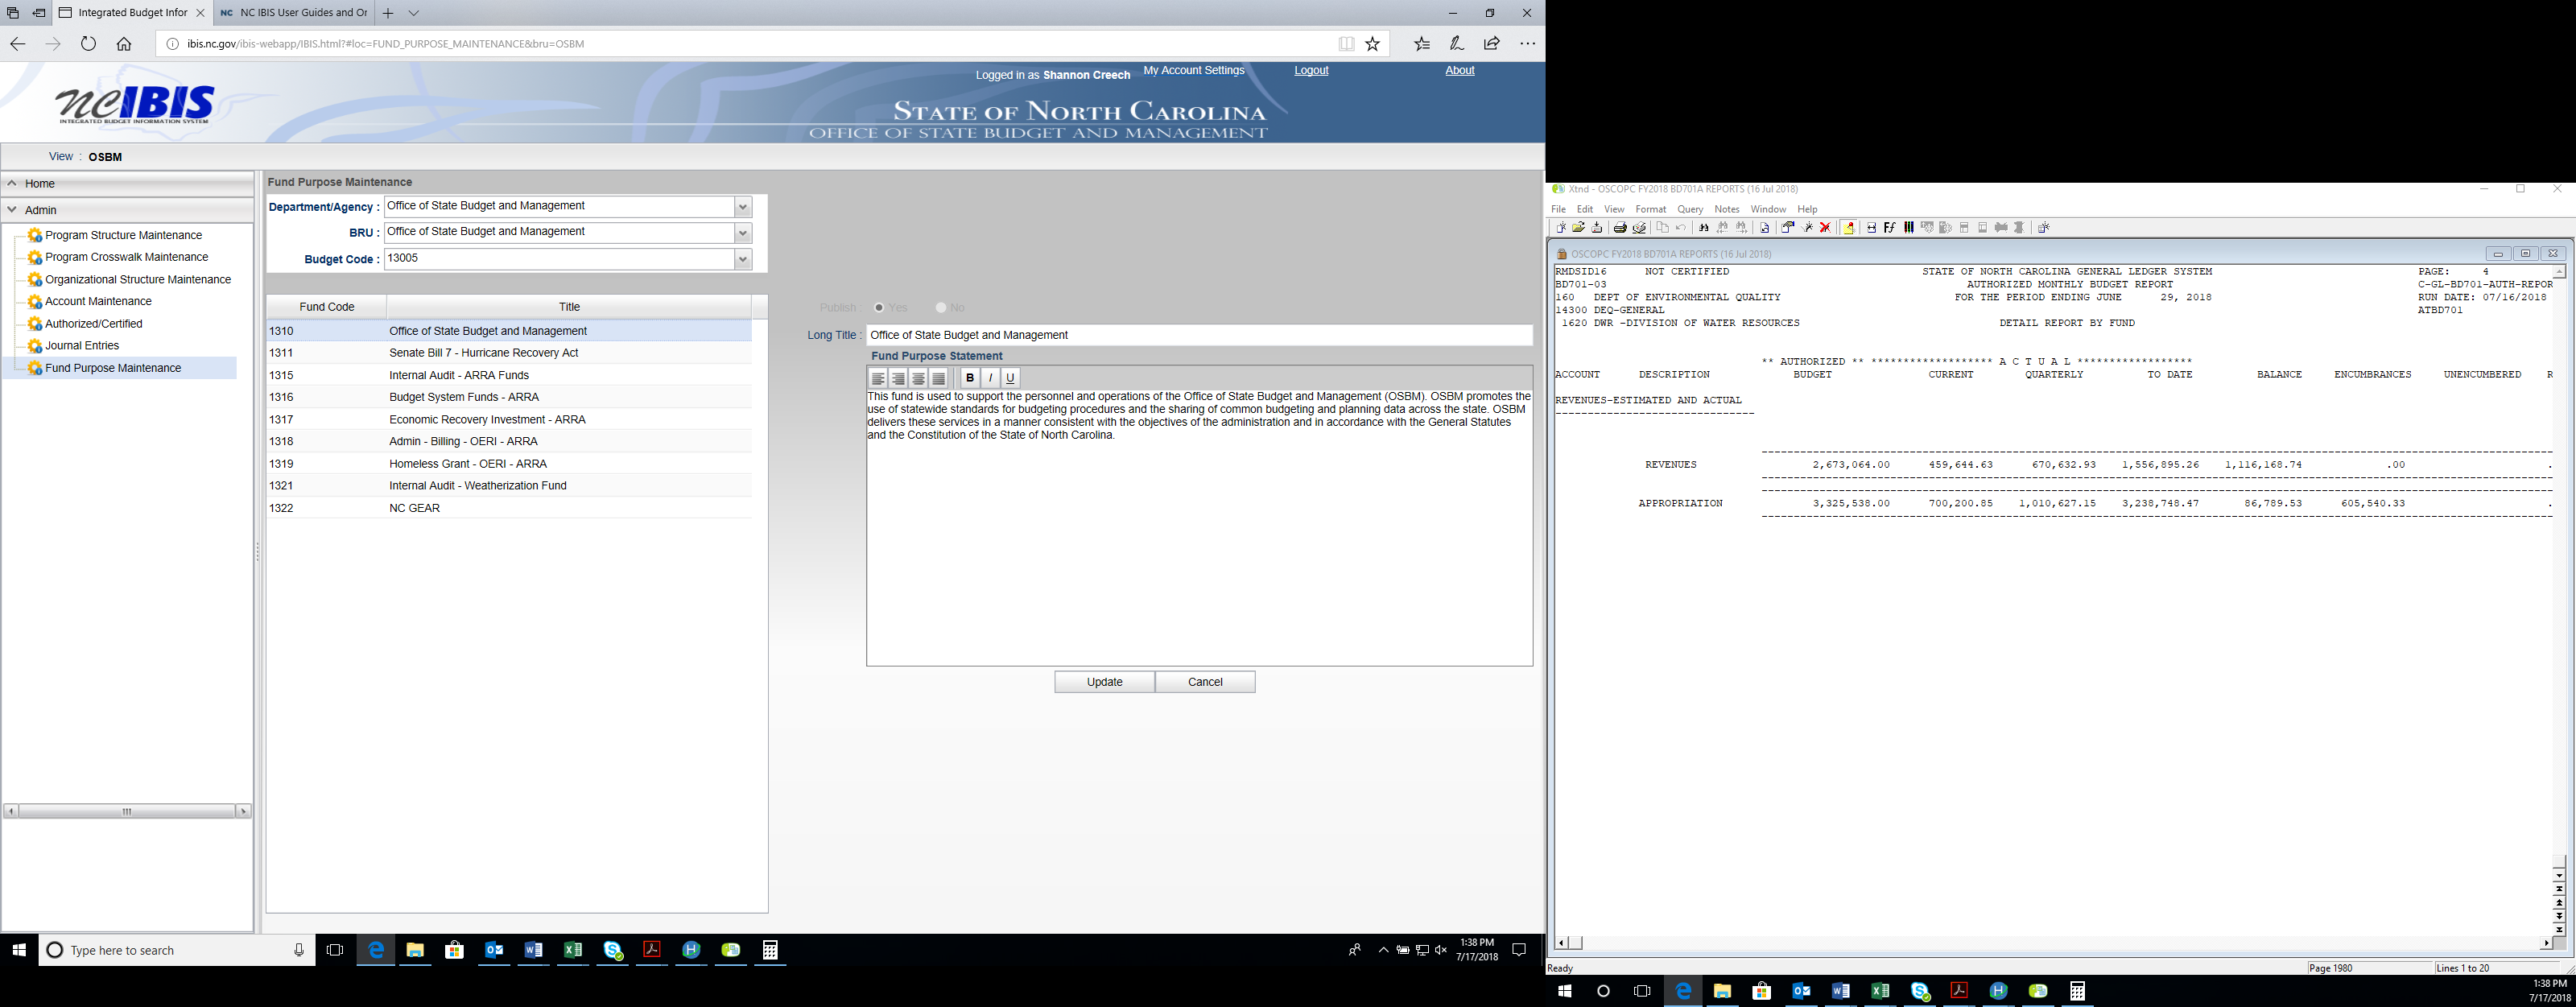 Integrated Budget Infor
NC NC IBIS User Guides and Or
ibis.nc.gov/ibis-webapp/IBIS.html?#loc=FUND_PURPOSE_MAINTENANCE&bru=OSBM
Logged in as Shannon Creech My Account Settings Logout About
ncIBIS
INTEGRATED BUDGET INFORMATION SYSTEM
STATE OF NORTH CAROLINA
OFFICE OF STATE BUDGET AND MANAGEMENT
View : OSBM
Home
Admin
Program Structure Maintenance
Program Crosswalk Maintenance
Organizational Structure Maintenance
Account Maintenance
Authorized/Certified
Journal Entries
Fund Purpose Maintenance
Fund Purpose Maintenance
Department/Agency : Office of State Budget and Management
BRU : Office of State Budget and Management
Budget Code : 13005
Fund Code Title
1310 Office of State Budget and Management
1311 Senate Bill 7 - Hurricane Recovery Act
1315 Internal Audit - ARRA Funds
1316 Budget System Funds - ARRA
1317 Economic Recovery Investment - ARRA
1318 Admin - Billing - OERI - ARRA
1319 Homeless Grant - OERI - ARRA
1321 Internal Audit - Weatherization Fund
1322 NC GEAR
Publish : Yes No
Long Title : Office of State Budget and Management
Fund Purpose Statement
B I U
This fund is used to support the personnel and operations of the Office of State Budget and Management (OSBM). OSBM promotes the
use of statewide standards for budgeting procedures and the sharing of common budgeting and planning data across the state. OSBM
delivers these services in a manner consistent with the objectives of the administration and in accordance with the General Statutes
and the Constitution of the State of North Carolina.
Update Cancel
Type here to search
1:38 PM
7/17/2018
Xtnd - OSCOPC FY2018 BD701A REPORTS (16 Jul 2018)
File Edit View Format Query Notes Window Help
OSCOPC FY2018 BD701A REPORTS (16 Jul 2018)
RMDSID16 NOT CERTIFIED STATE OF NORTH CAROLINA GENERAL LEDGER SYSTEM PAGE: 4
BD701-03 AUTHORIZED MONTHLY BUDGET REPORT C-GL-BD701-AUTH-REPOR
160 DEPT OF ENVIRONMENTAL QUALITY FOR THE PERIOD ENDING JUNE 29, 2018 RUN DATE: 07/16/2018
14300 DEQ-GENERAL ATBD701
1620 DWR -DIVISION OF WATER RESOURCES DETAIL REPORT BY FUND
** AUTHORIZED ** ******************* A C T U A L ******************
ACCOUNT DESCRIPTION BUDGET CURRENT QUARTERLY TO DATE BALANCE ENCUMBRANCES UNENCUMBERED R
REVENUES-ESTIMATED AND ACTUAL
REVENUES 2,673,064.00 459,644.63 670,632.93 1,556,895.26 1,116,168.74 .00 .
APPROPRIATION 3,325,538.00 700,200.85 1,010,627.15 3,238,748.47 86,789.53 605,540.33 .
Ready Page 1980 Lines 1 to 20
1:38 PM
7/17/2018